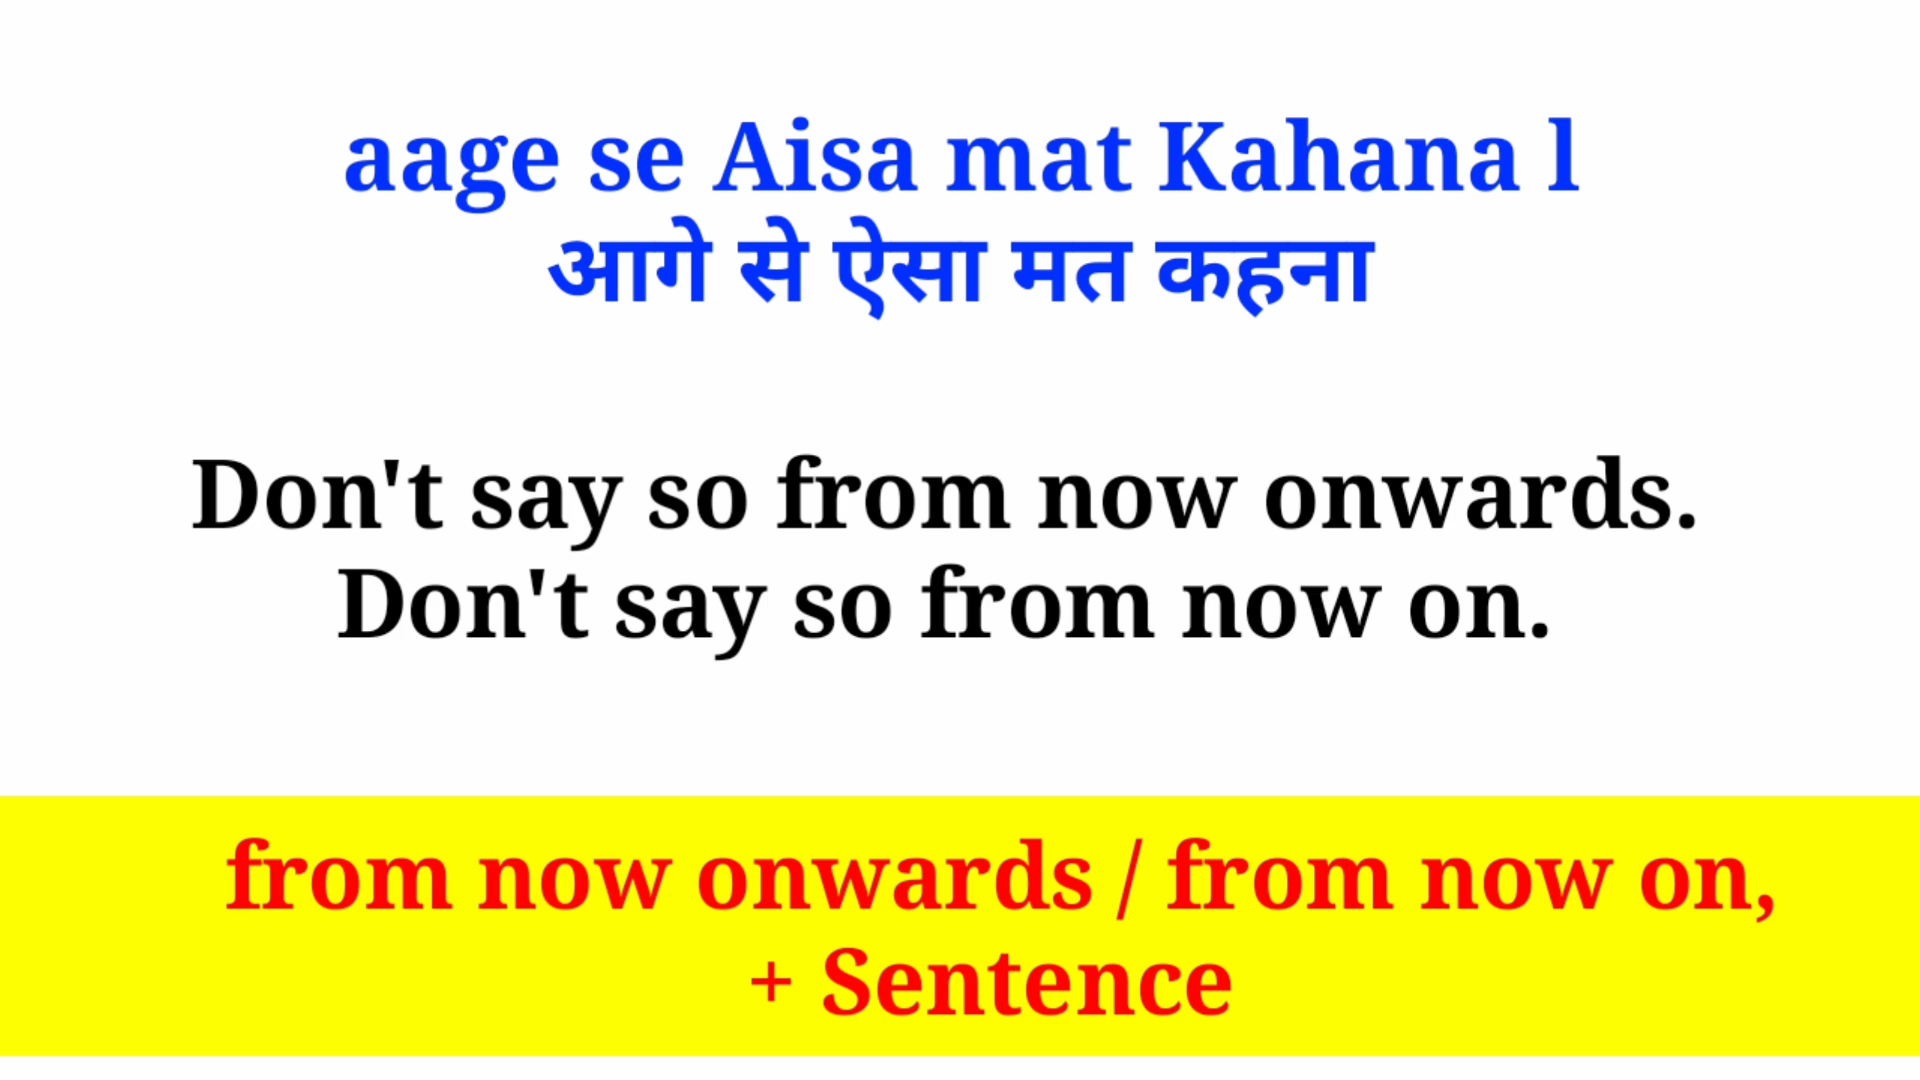 aage se Aisa mat Kahana l
आगे से ऐसा मत कहना
Don't say so from now onwards.
Don't say so from now on.
from now onwards / from now on,
+ Sentence